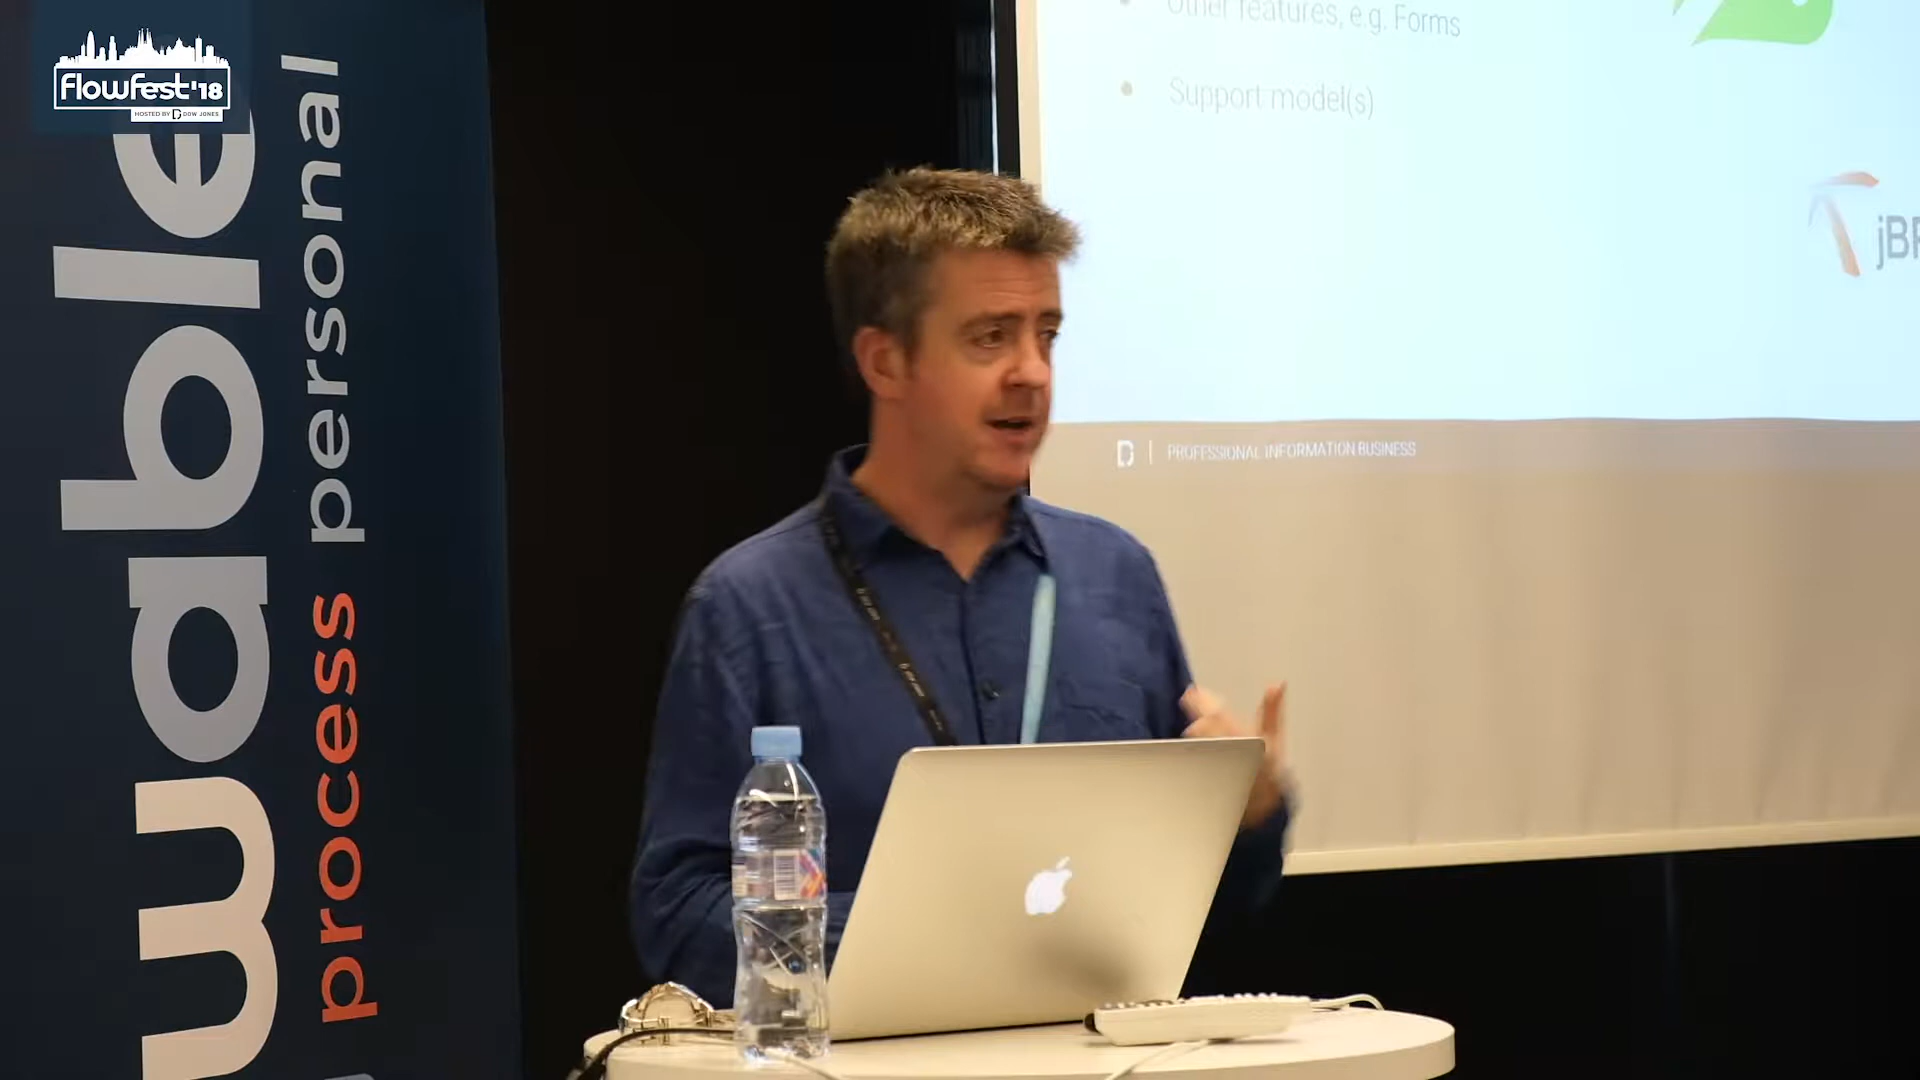 flowfest'18
HOSTED BY DOW JONES
wable
process personal
Other features, e.g. Forms
Support model(s)
jBP
PROFESSIONAL INFORMATION BUSINESS